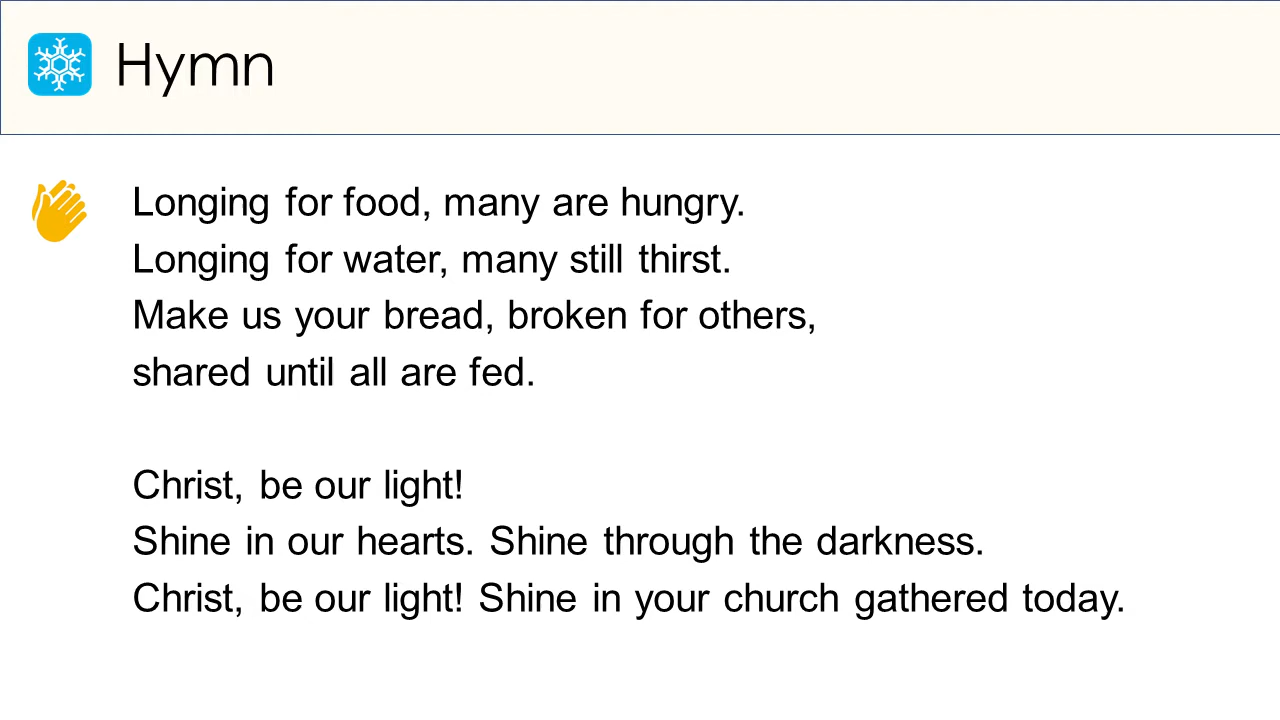 Hymn
Longing for food, many are hungry.
Longing for water, many still thirst.
Make us your bread, broken for others,
shared until all are fed.
Christ, be our light!
Shine in our hearts. Shine through the darkness.
Christ, be our light! Shine in your church gathered today.